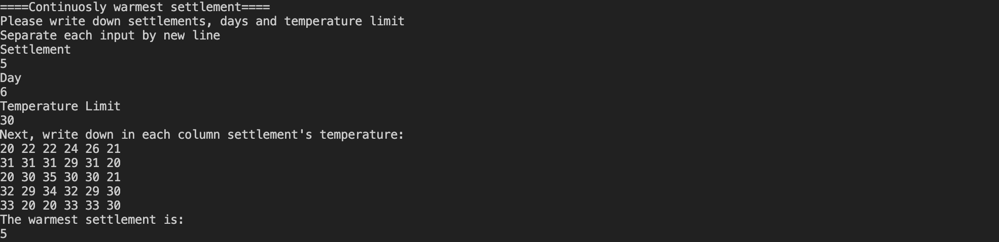 ====Continuosly warmest settlement====
Please write down settlements, days and temperature limit
Separate each input by new line
Settlement
5
Day
6
Temperature Limit
30
Next, write down in each column settlement's temperature:
20 22 22 24 26 21
31 31 31 29 31 20
20 30 35 30 30 21
32 29 34 32 29 30
33 20 20 33 33 30
The warmest settlement is:
5